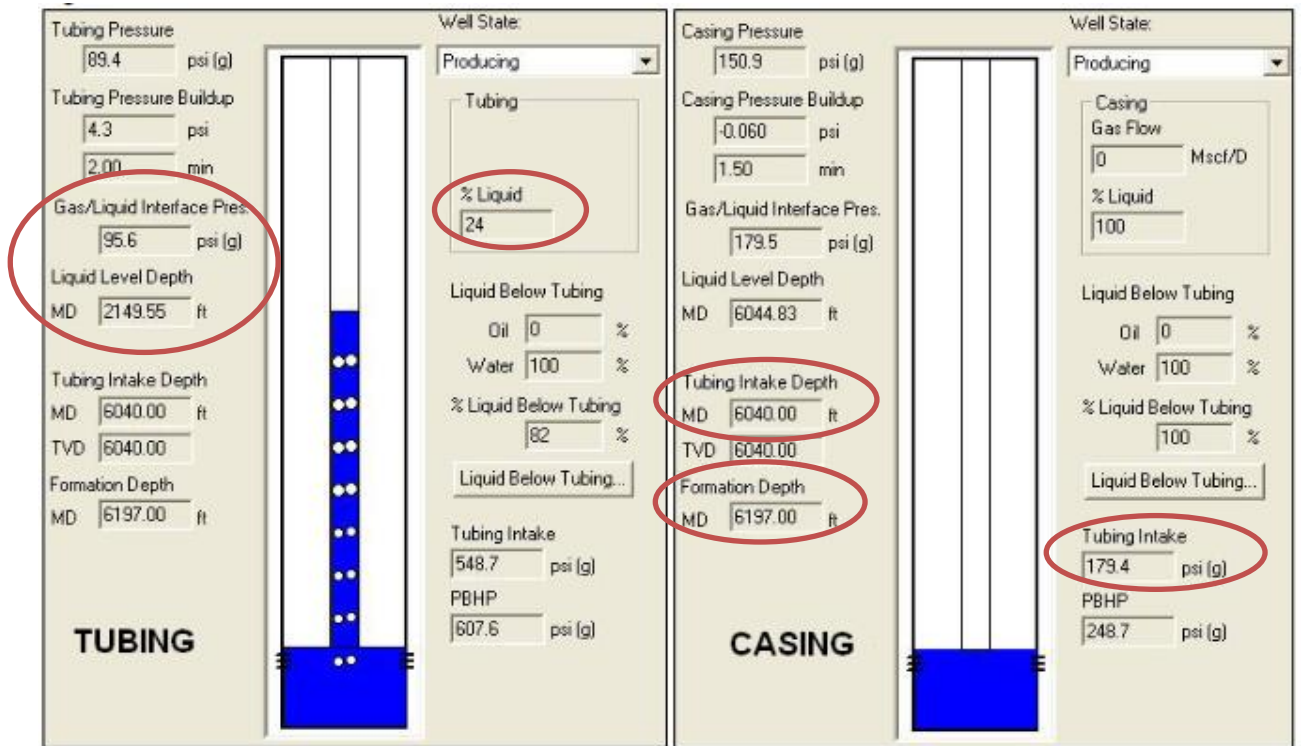 Tubing Pressure
89.4 psi (g)
Tubing Pressure Buildup
4.3 psi
2.00 min
Gas/Liquid Interface Pres.
95.6 psi (g)
Liquid Level Depth
MD 2149.55 ft
Tubing Intake Depth
MD 6040.00 ft
TVD 6040.00
Formation Depth
MD 6197.00 ft
TUBING
Well State:
Producing
Tubing
% Liquid
24
Liquid Below Tubing
Oil 0 %
Water 100 %
% Liquid Below Tubing
82 %
Liquid Below Tubing...
Tubing Intake
548.7 psi (g)
PBHP
607.6 psi (g)
Casing Pressure
150.9 psi (g)
Casing Pressure Buildup
-0.060 psi
1.50 min
Gas/Liquid Interface Pres.
179.5 psi (g)
Liquid Level Depth
MD 6044.83 ft
Tubing Intake Depth
MD 6040.00 ft
TVD 6040.00
Formation Depth
MD 6197.00 ft
CASING
Well State:
Producing
Casing
Gas Flow
0 Mscf/D
% Liquid
100
Liquid Below Tubing
Oil 0 %
Water 100 %
% Liquid Below Tubing
100 %
Liquid Below Tubing...
Tubing Intake
179.4 psi (g)
PBHP
248.7 psi (g)